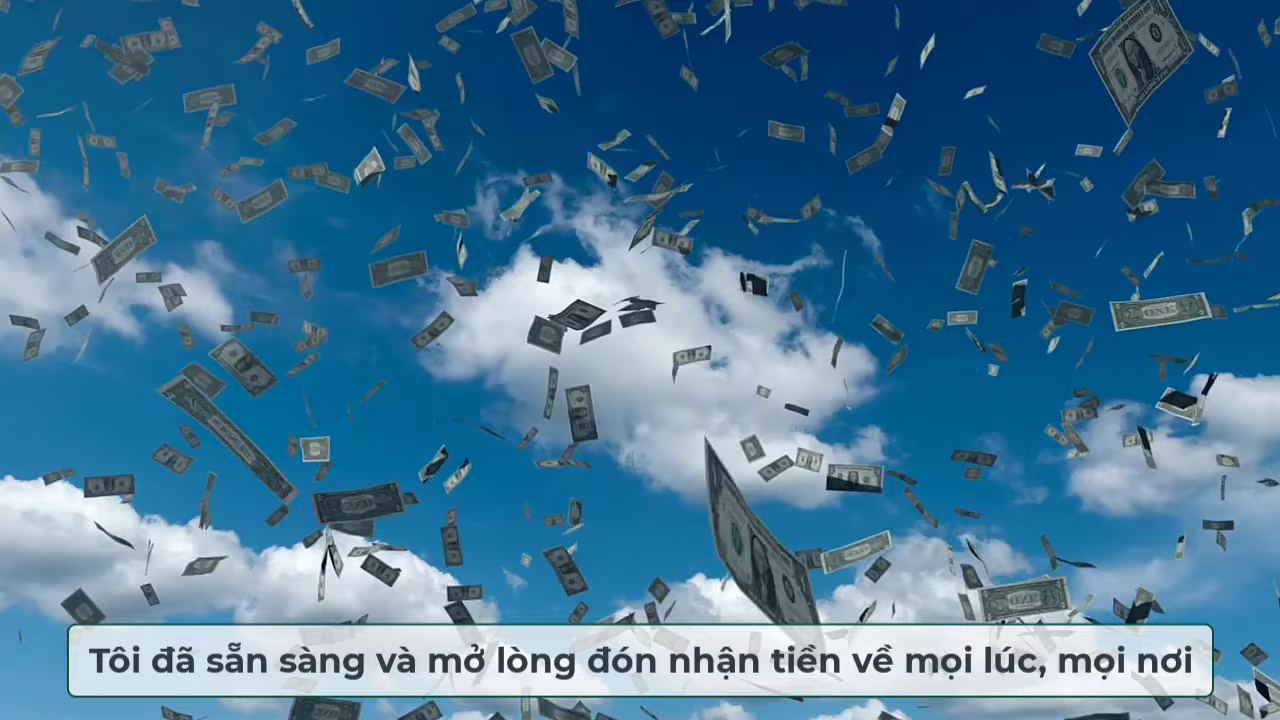 Tôi đã sẵn sàng và mở lòng đón nhận tiền về mọi lúc, mọi nơi